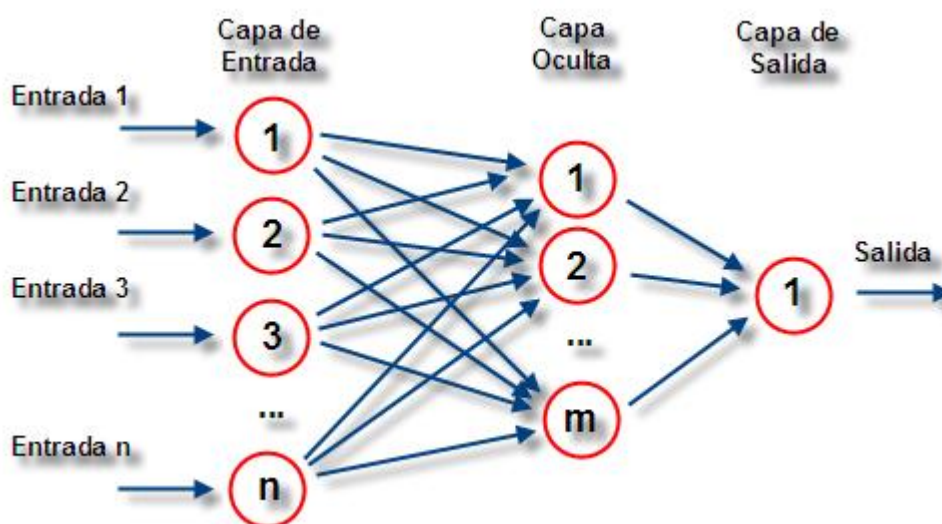 Capa de
Entrada
Capa
Oculta
Capa de
Salida
Entrada 1
1
Entrada 2
2
Entrada 3
3
...
Entrada n
n
1
2
...
m
1
Salida